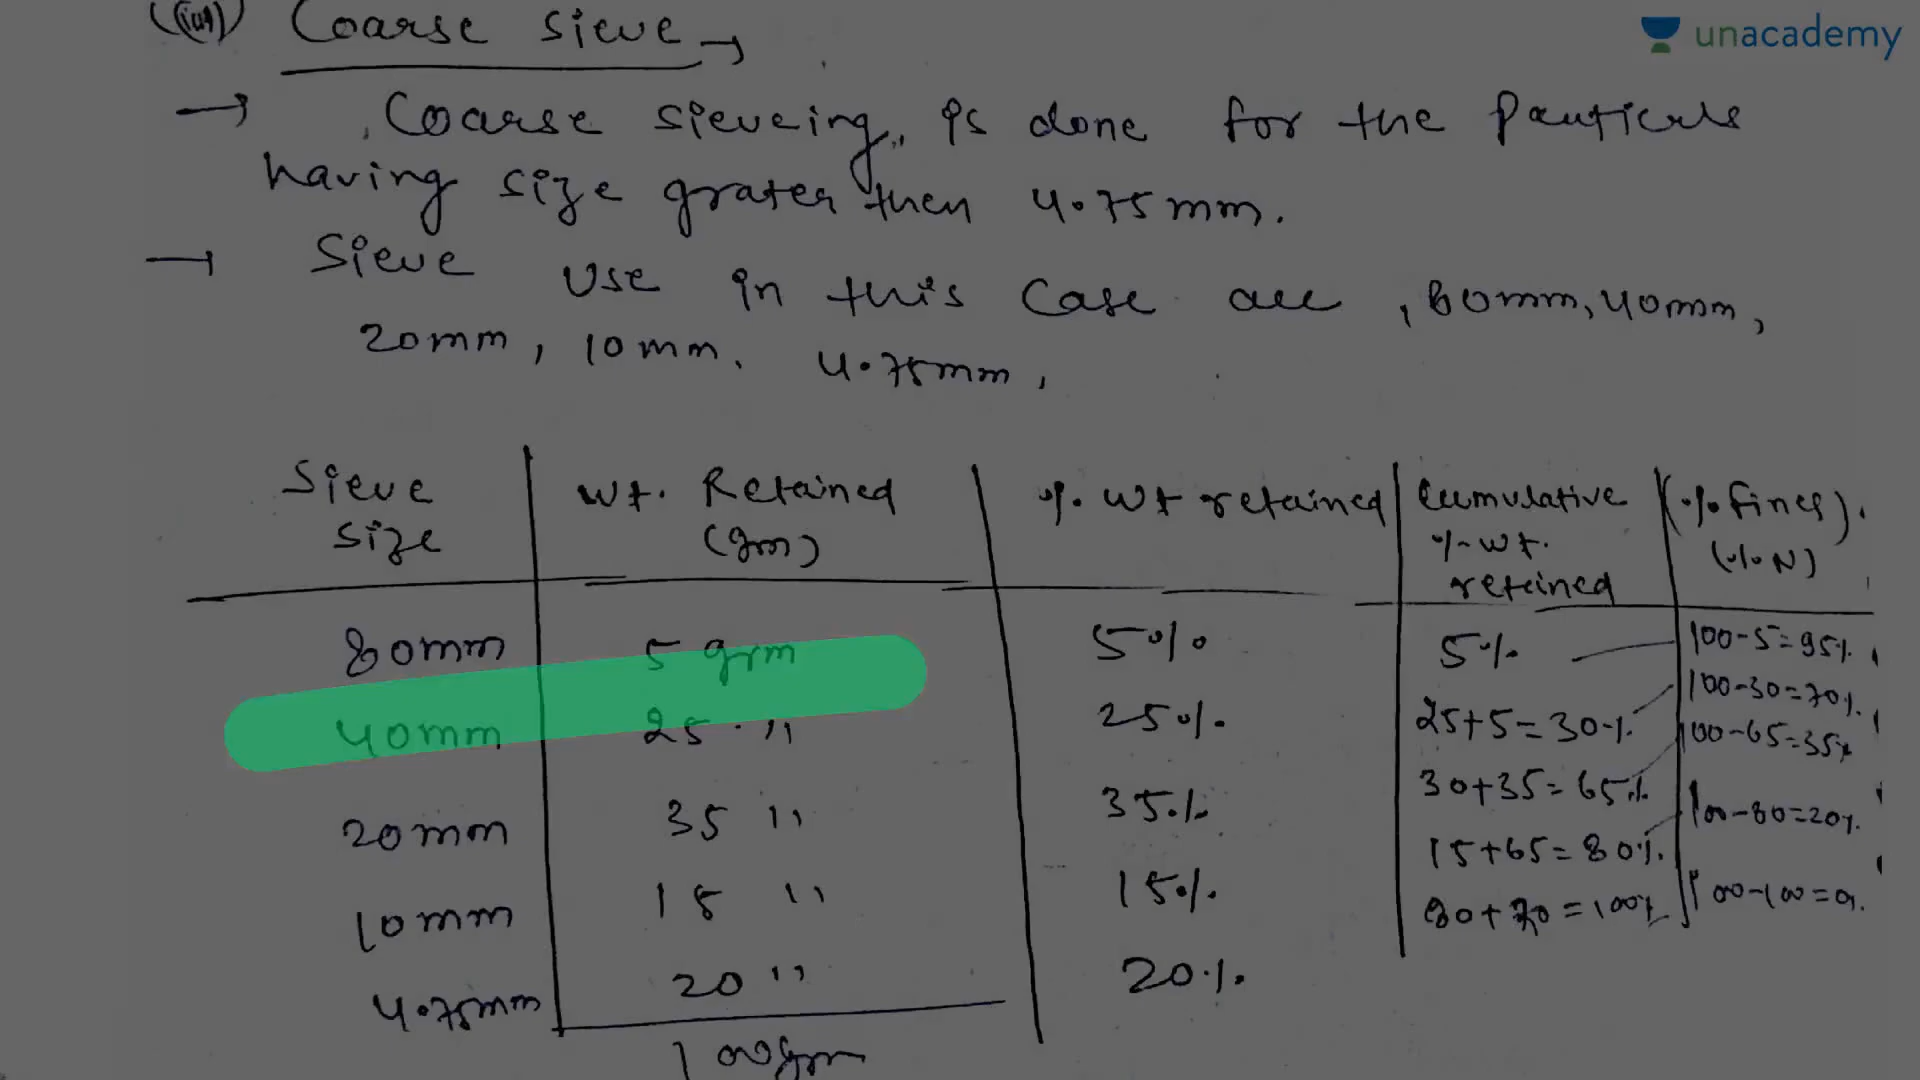 (iii) Coarse sieve →
unacademy
→ Coarse sieveing, is done for the Pauticuls
having size grater then 4.75mm.
→ Sieve use in this case are, 80mm, 40mm,
20mm, 10mm. 4.75mm,
Sieve size | wt. Retained (gm) | % wt retained | Cumulative % wt. retained | (% fines). (% N)
80mm | 5 grm | 5% | 5% | 100-5=95%
40mm | 25 " | 25% | 25+5=30% | 100-30=70%
20mm | 35 " | 35% | 30+35=65% | 100-65=35%
10mm | 15 " | 15% | 15+65=80% | 100-80=20%
4.75mm | 20 " | 20% | 80+20=100% | 100-100=0%
100gm